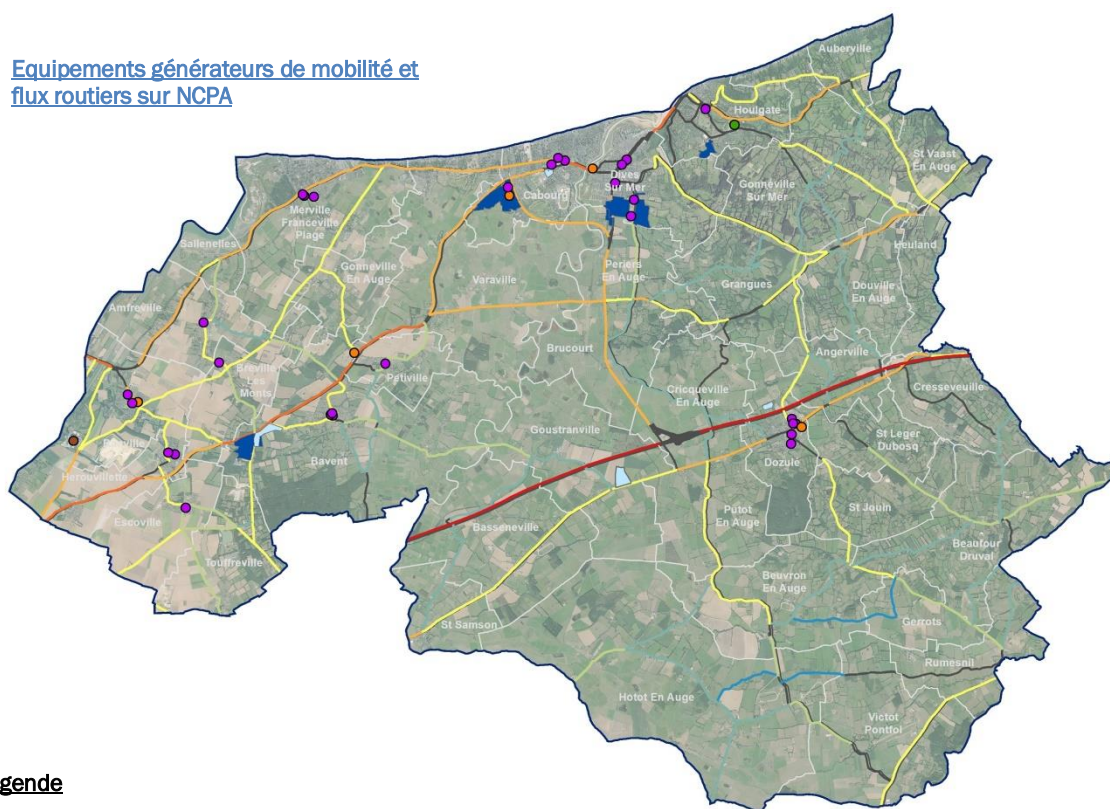 Equipements générateurs de mobilité et
flux routiers sur NCPA
Auberville
Houlgate
St Vaast
En Auge
Dives
Sur Mer
Cabourg
Gonneville
Sur Mer
Merville
Franceville
Plage
Sallenelles
Heuland
Gonneville
En Auge
Varaville
Periers
En Auge
Grangues
Douville
En Auge
Amfreville
Brucourt
Angerville
Bréville
Les
Monts
Petiville
Cricqueville
En Auge
Cresseveuille
Goustranville
St Leger
Dubosq
Ranville
Bavent
Dozulé
Hérouvillette
Escoville
Basseneville
Putot
En Auge
St Jouin
Beaufour
Druval
Touffreville
Beuvron
En Auge
St Samson
Gerrots
Rumesnil
Hotot En Auge
Victot
Pontfol
gende